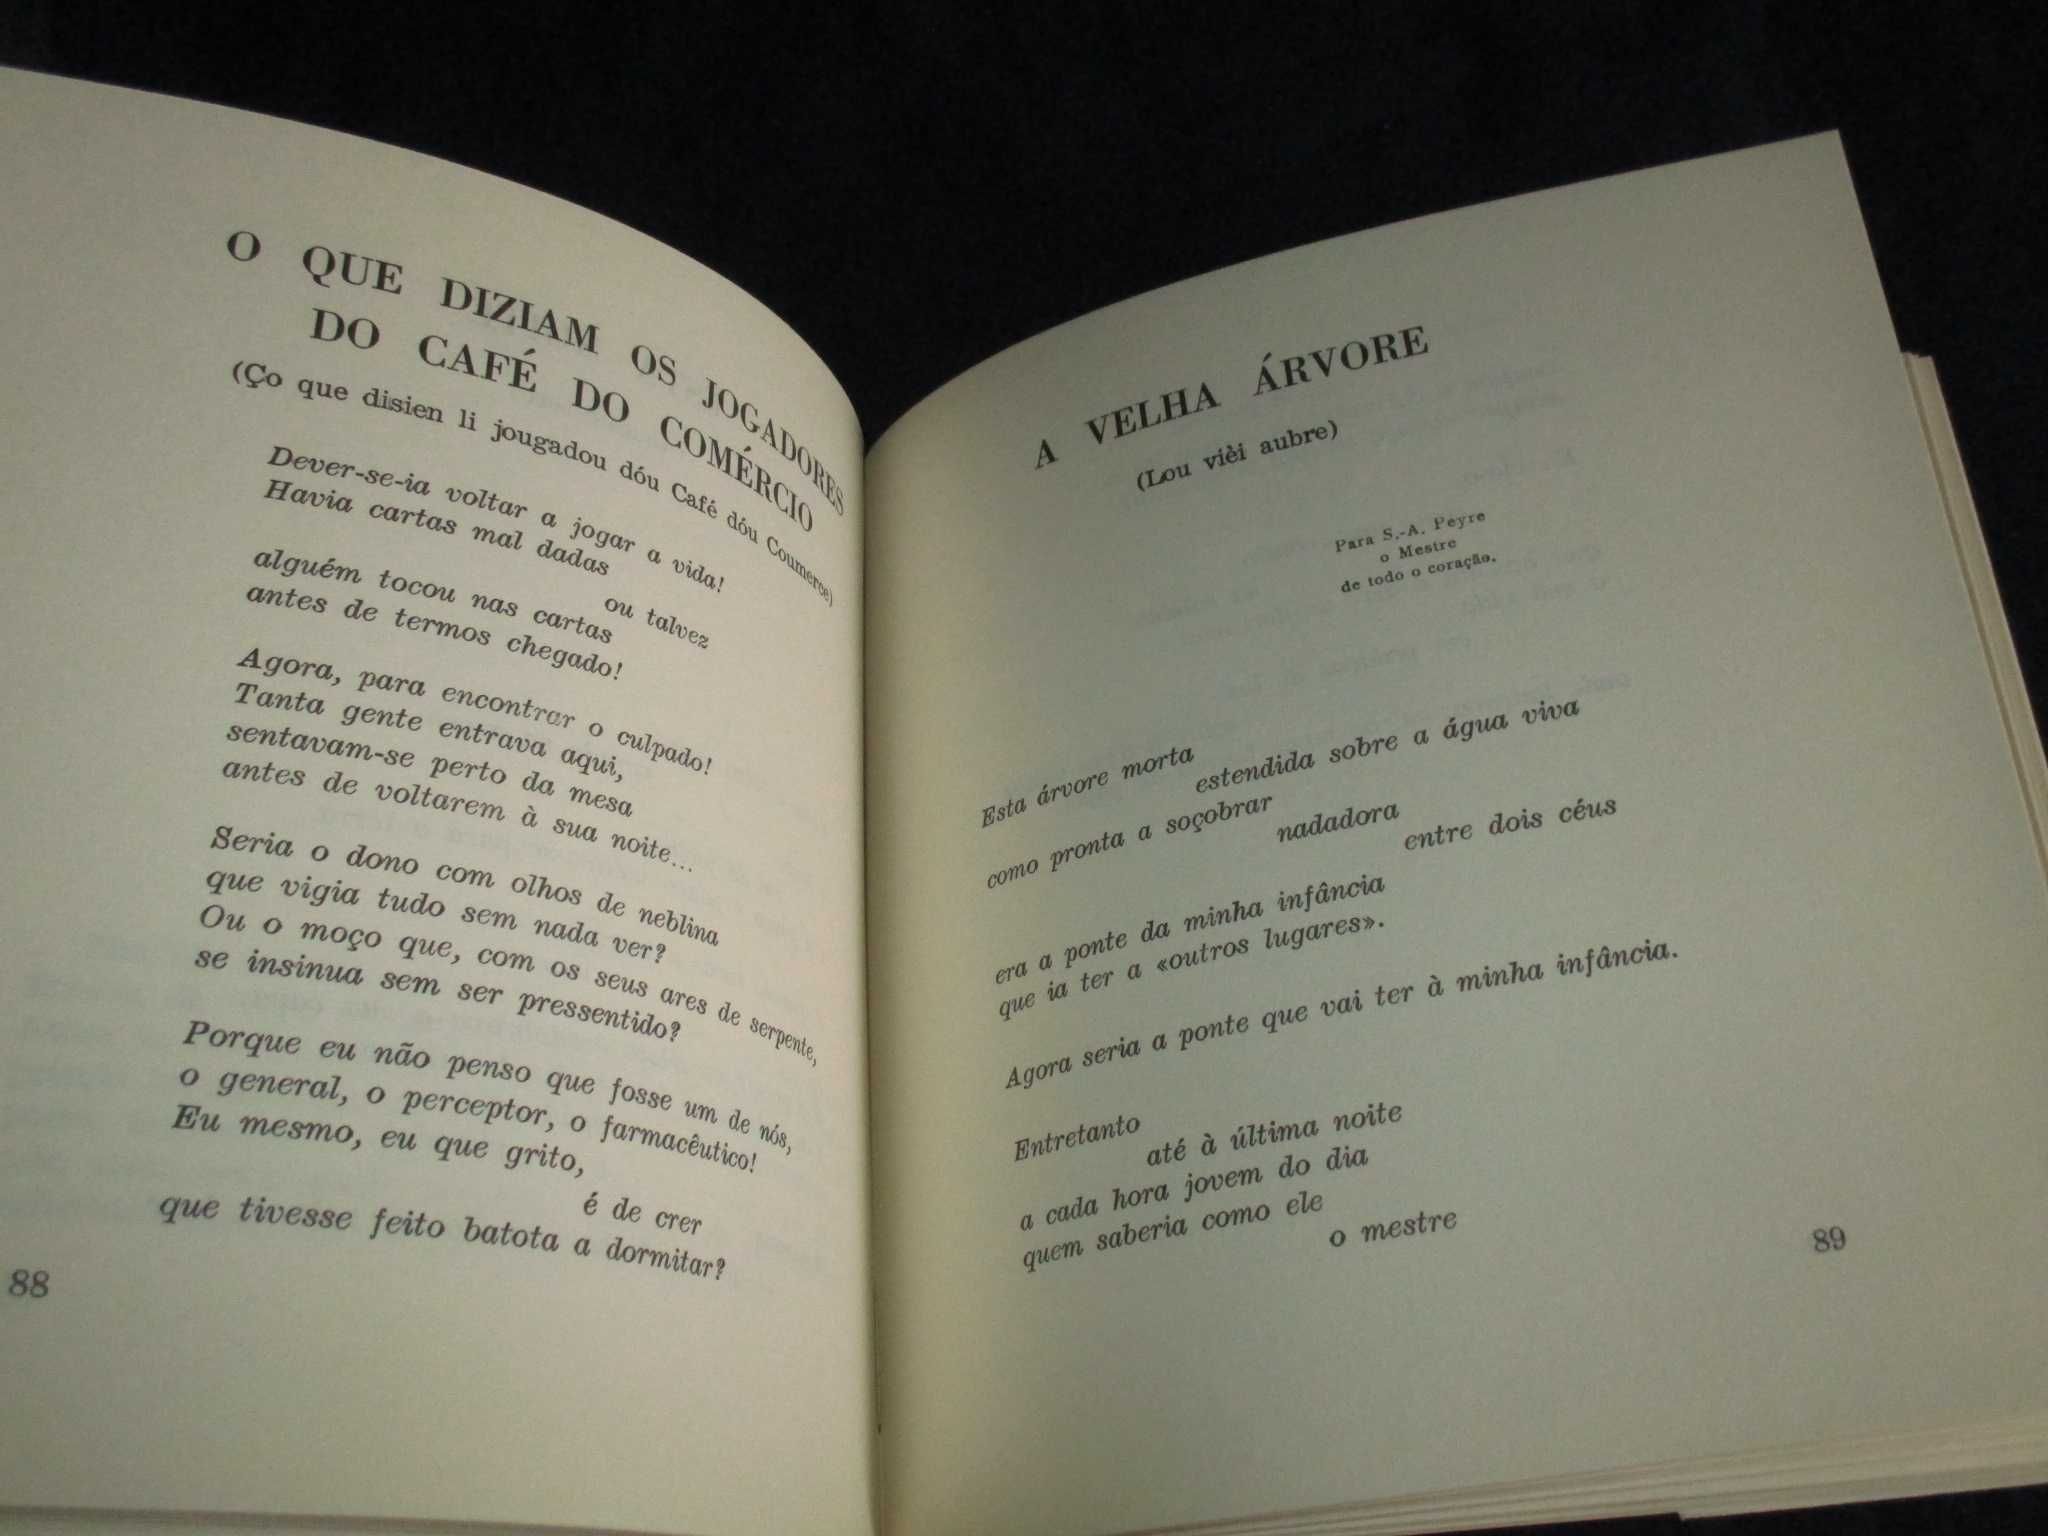 O QUE DIZIAM OS JOGADORES
DO CAFÉ DO COMÉRCIO
(Ço que disien li jougadou dóu Café dóu Coumerce)
Dever-se-ia voltar a jogar a vida!
Havia cartas mal dadas
ou talvez
alguém tocou nas cartas
antes de termos chegado!
Agora, para encontrar o culpado!
Tanta gente entrava aqui,
sentavam-se perto da mesa
antes de voltarem à sua noite...
Seria o dono com olhos de neblina
que vigia tudo sem nada ver?
Ou o moço que, com os seus ares de serpente,
se insinua sem ser pressentido?
Porque eu não penso que fosse um de nós,
o general, o perceptor, o farmacêutico!
Eu mesmo, eu que grito,
é de crer
que tivesse feito batota a dormitar?
88
A VELHA ÁRVORE
(Lou vièi aubre)
Para S.-A. Peyre
o Mestre
de todo o coração.
Esta árvore morta
estendida sobre a água viva
como pronta a soçobrar
nadadora
entre dois céus
era a ponte da minha infância
que ia ter a «outros lugares».
Agora seria a ponte que vai ter à minha infância.
Entretanto
até à última noite
a cada hora jovem do dia
quem saberia como ele
o mestre
89